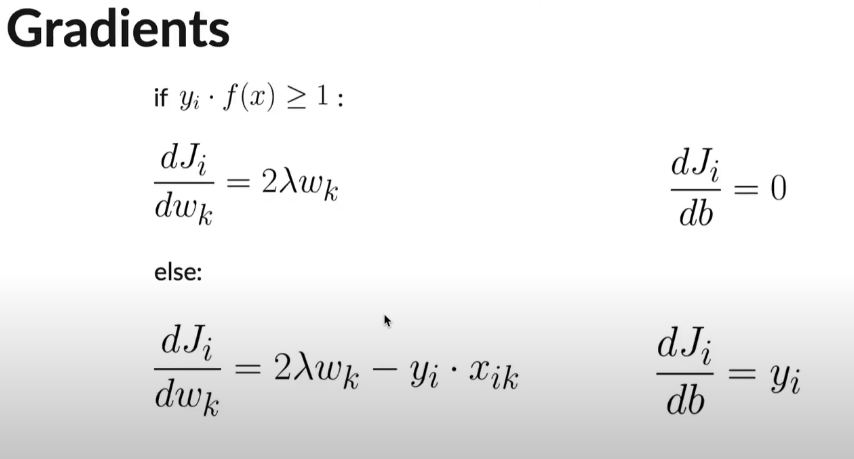 Gradients
if y_i · f(x) ≥ 1 :
dJ_i/dw_k = 2λw_k    dJ_i/db = 0
else:
dJ_i/dw_k = 2λw_k − y_i · x_ik    dJ_i/db = y_i